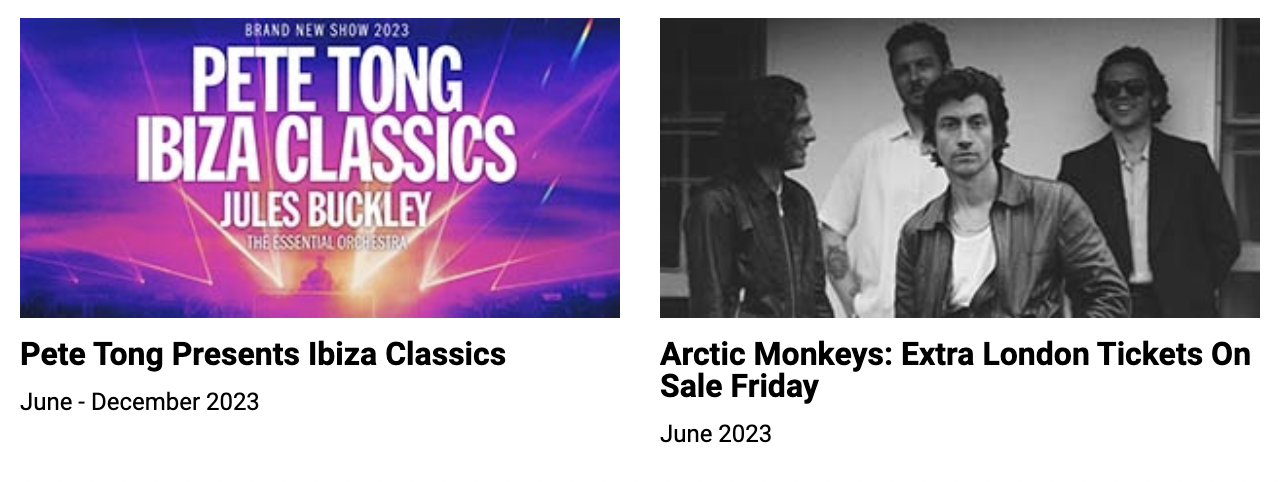 BRAND NEW SHOW 2023
PETE TONG
IBIZA CLASSICS
JULES BUCKLEY
THE ESSENTIAL ORCHESTRA
Pete Tong Presents Ibiza Classics
June - December 2023
Arctic Monkeys: Extra London Tickets On
Sale Friday
June 2023